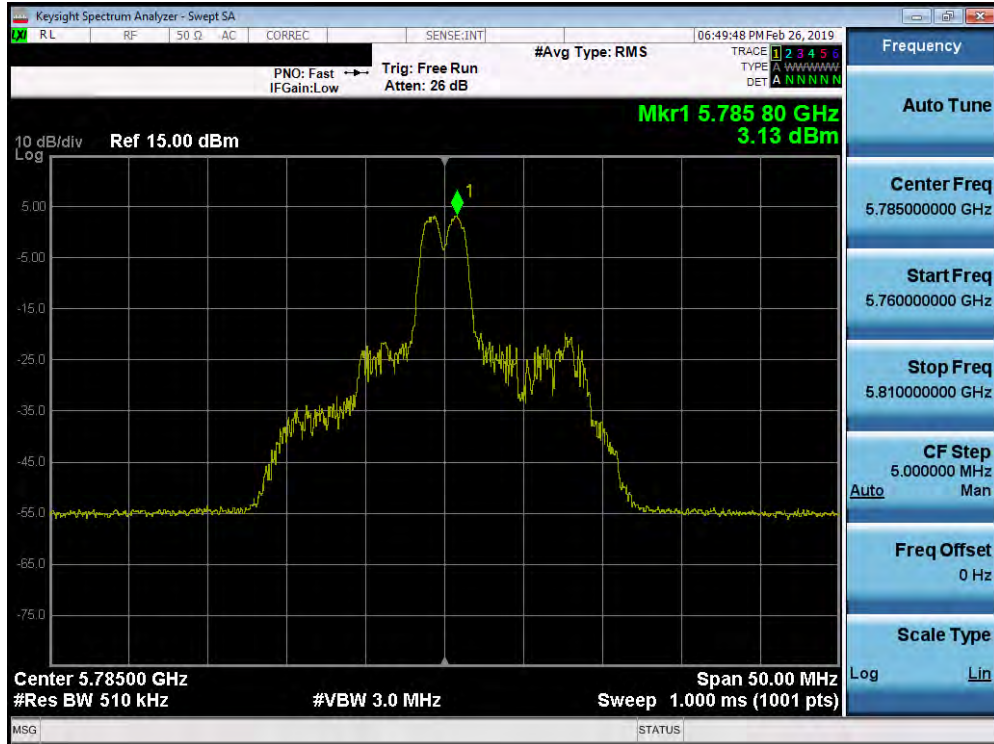 Keysight Spectrum Analyzer - Swept SA
LXI RL RF 50 Ω AC CORREC SENSE:INT 06:49:48 PM Feb 26, 2019
#Avg Type: RMS
TRACE 1 2 3 4 5 6
TYPE A WWWWW
DET A N N N N N
PNO: Fast Trig: Free Run
IFGain:Low Atten: 26 dB
Mkr1 5.785 80 GHz
3.13 dBm
10 dB/div Ref 15.00 dBm
Log
1
5.00
-5.00
-15.0
-25.0
-35.0
-45.0
-55.0
-65.0
-75.0
Center 5.78500 GHz Span 50.00 MHz
#Res BW 510 kHz #VBW 3.0 MHz Sweep 1.000 ms (1001 pts)
MSG STATUS
Frequency
Auto Tune
Center Freq
5.785000000 GHz
Start Freq
5.760000000 GHz
Stop Freq
5.810000000 GHz
CF Step
5.000000 MHz
Auto Man
Freq Offset
0 Hz
Scale Type
Log Lin